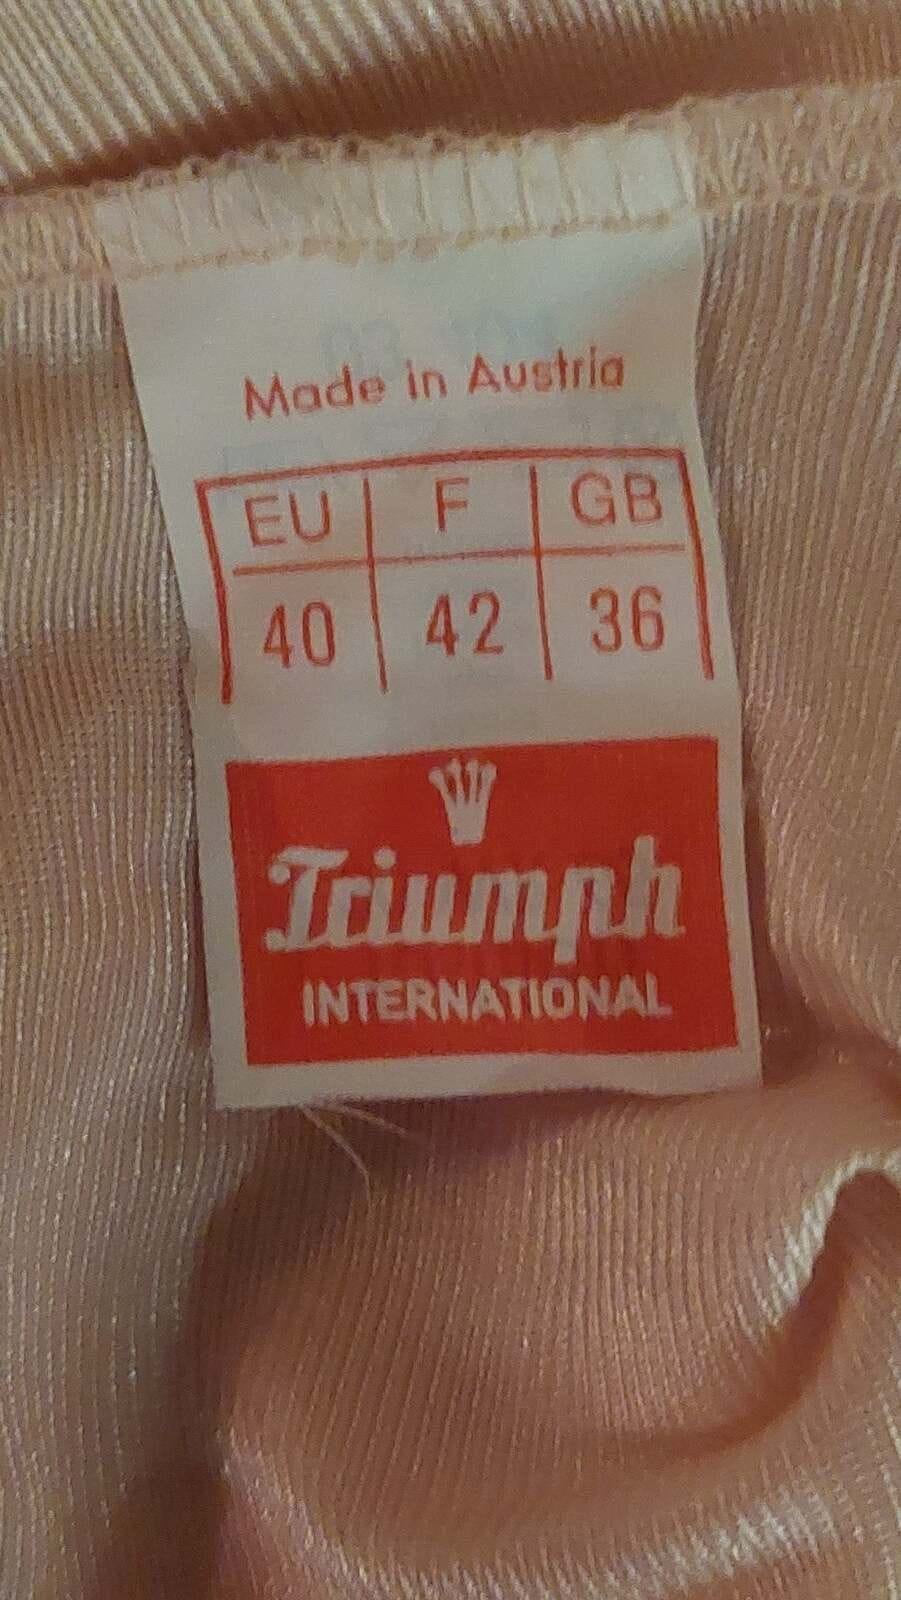 Made in Austria
EU F GB
40 42 36
Triumph
INTERNATIONAL